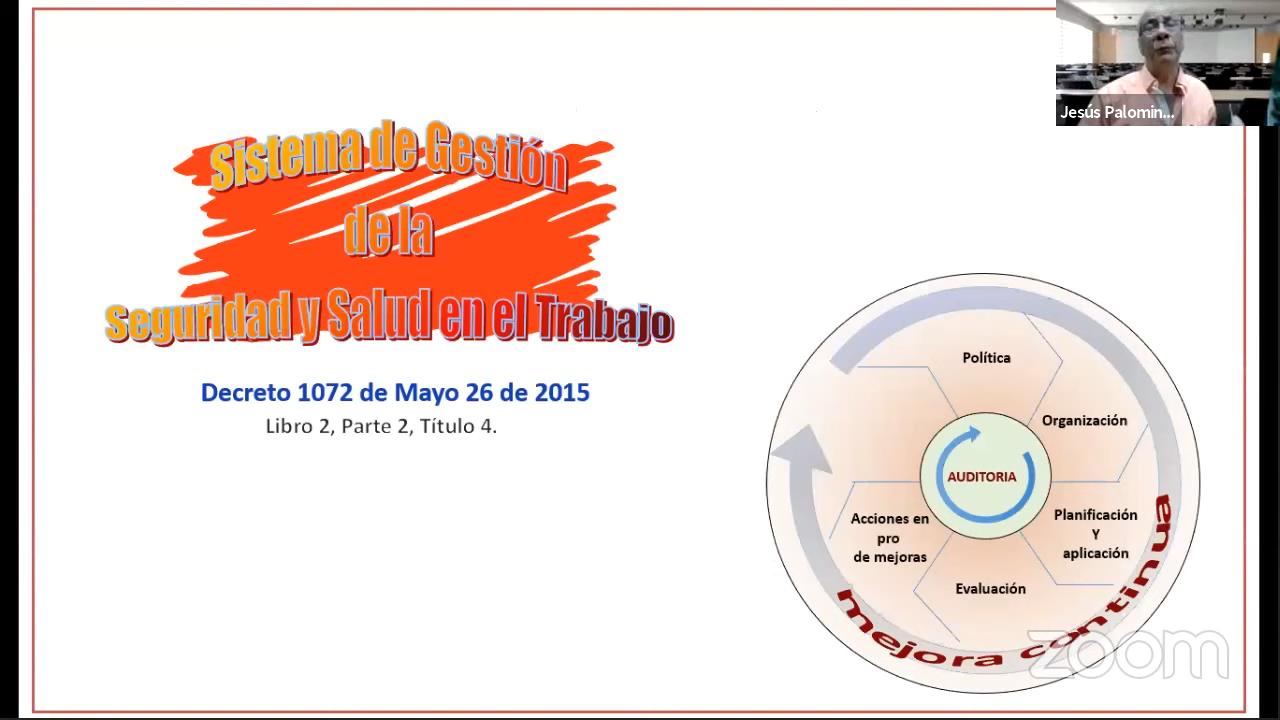 Jesús Palomin...
Sistema de Gestión
de la
Seguridad y Salud en el Trabajo
Decreto 1072 de Mayo 26 de 2015
Libro 2, Parte 2, Título 4.
Política
Organización
AUDITORIA
Planificación
Y
aplicación
Acciones en
pro
de mejoras
Evaluación
mejora continua
zoom